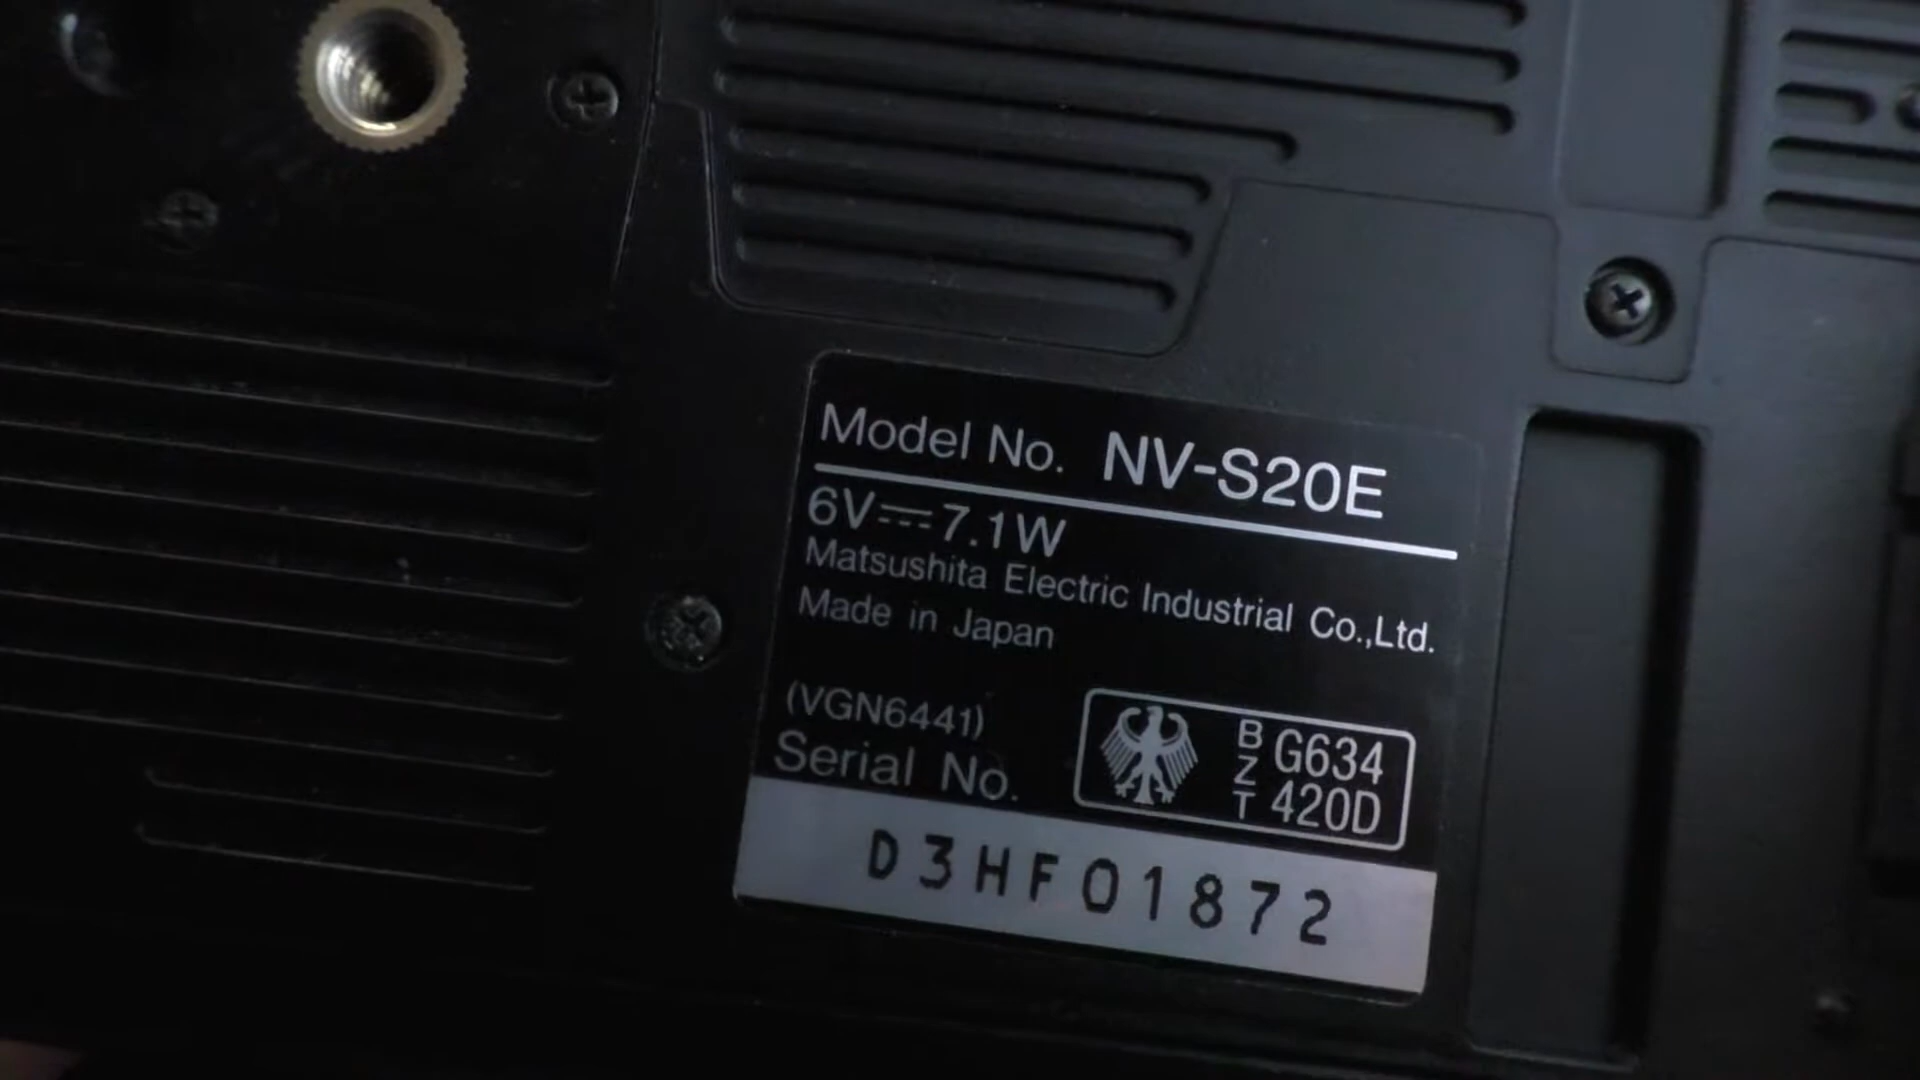 Model No. NV-S20E
6V⎓7.1W
Matsushita Electric Industrial Co.,Ltd.
Made in Japan
(VGN6441)
Serial No.
BZT G634
420D
D3HF01872